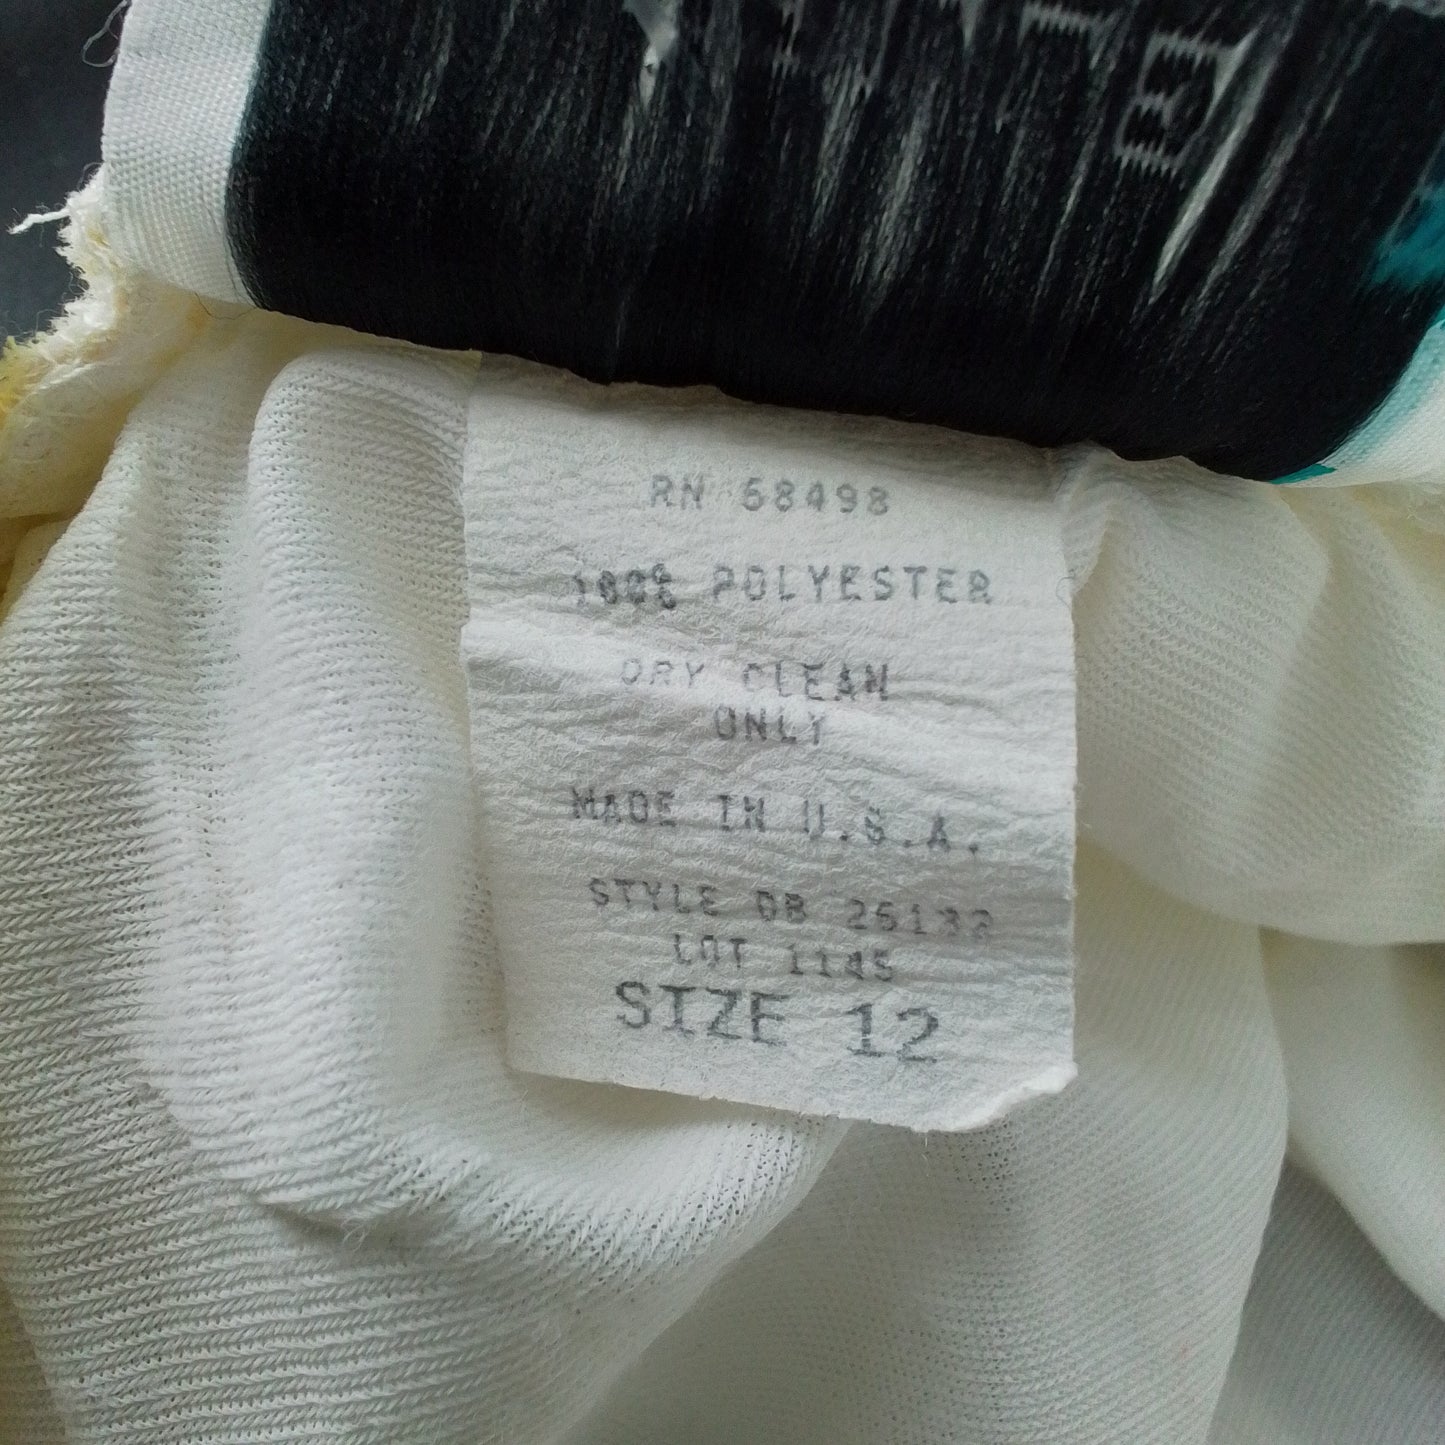 RN 68498
100% POLYESTER
DRY CLEAN
ONLY
MADE IN U.S.A.
STYLE DB 26132
LOT 1145
SIZE 12